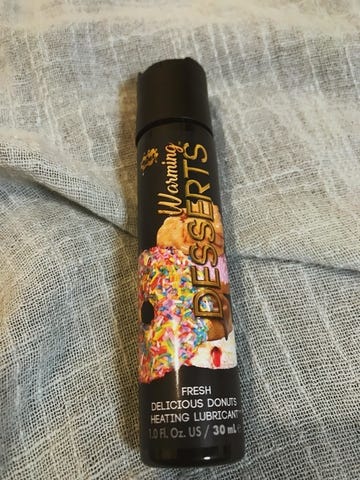 Warming
DESSERTS
FRESH
DELICIOUS DONUTS
HEATING LUBRICANT
1.0 Fl. Oz. US / 30 mL